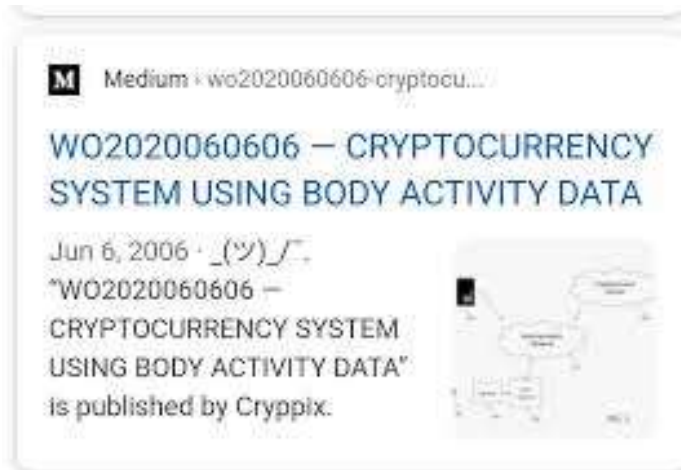 M Medium › wo2020060606-cryptocu...
WO2020060606 — CRYPTOCURRENCY
SYSTEM USING BODY ACTIVITY DATA
Jun 6, 2006 · _(ツ)_/¯.
"WO2020060606 —
CRYPTOCURRENCY SYSTEM
USING BODY ACTIVITY DATA"
is published by Cryppix.